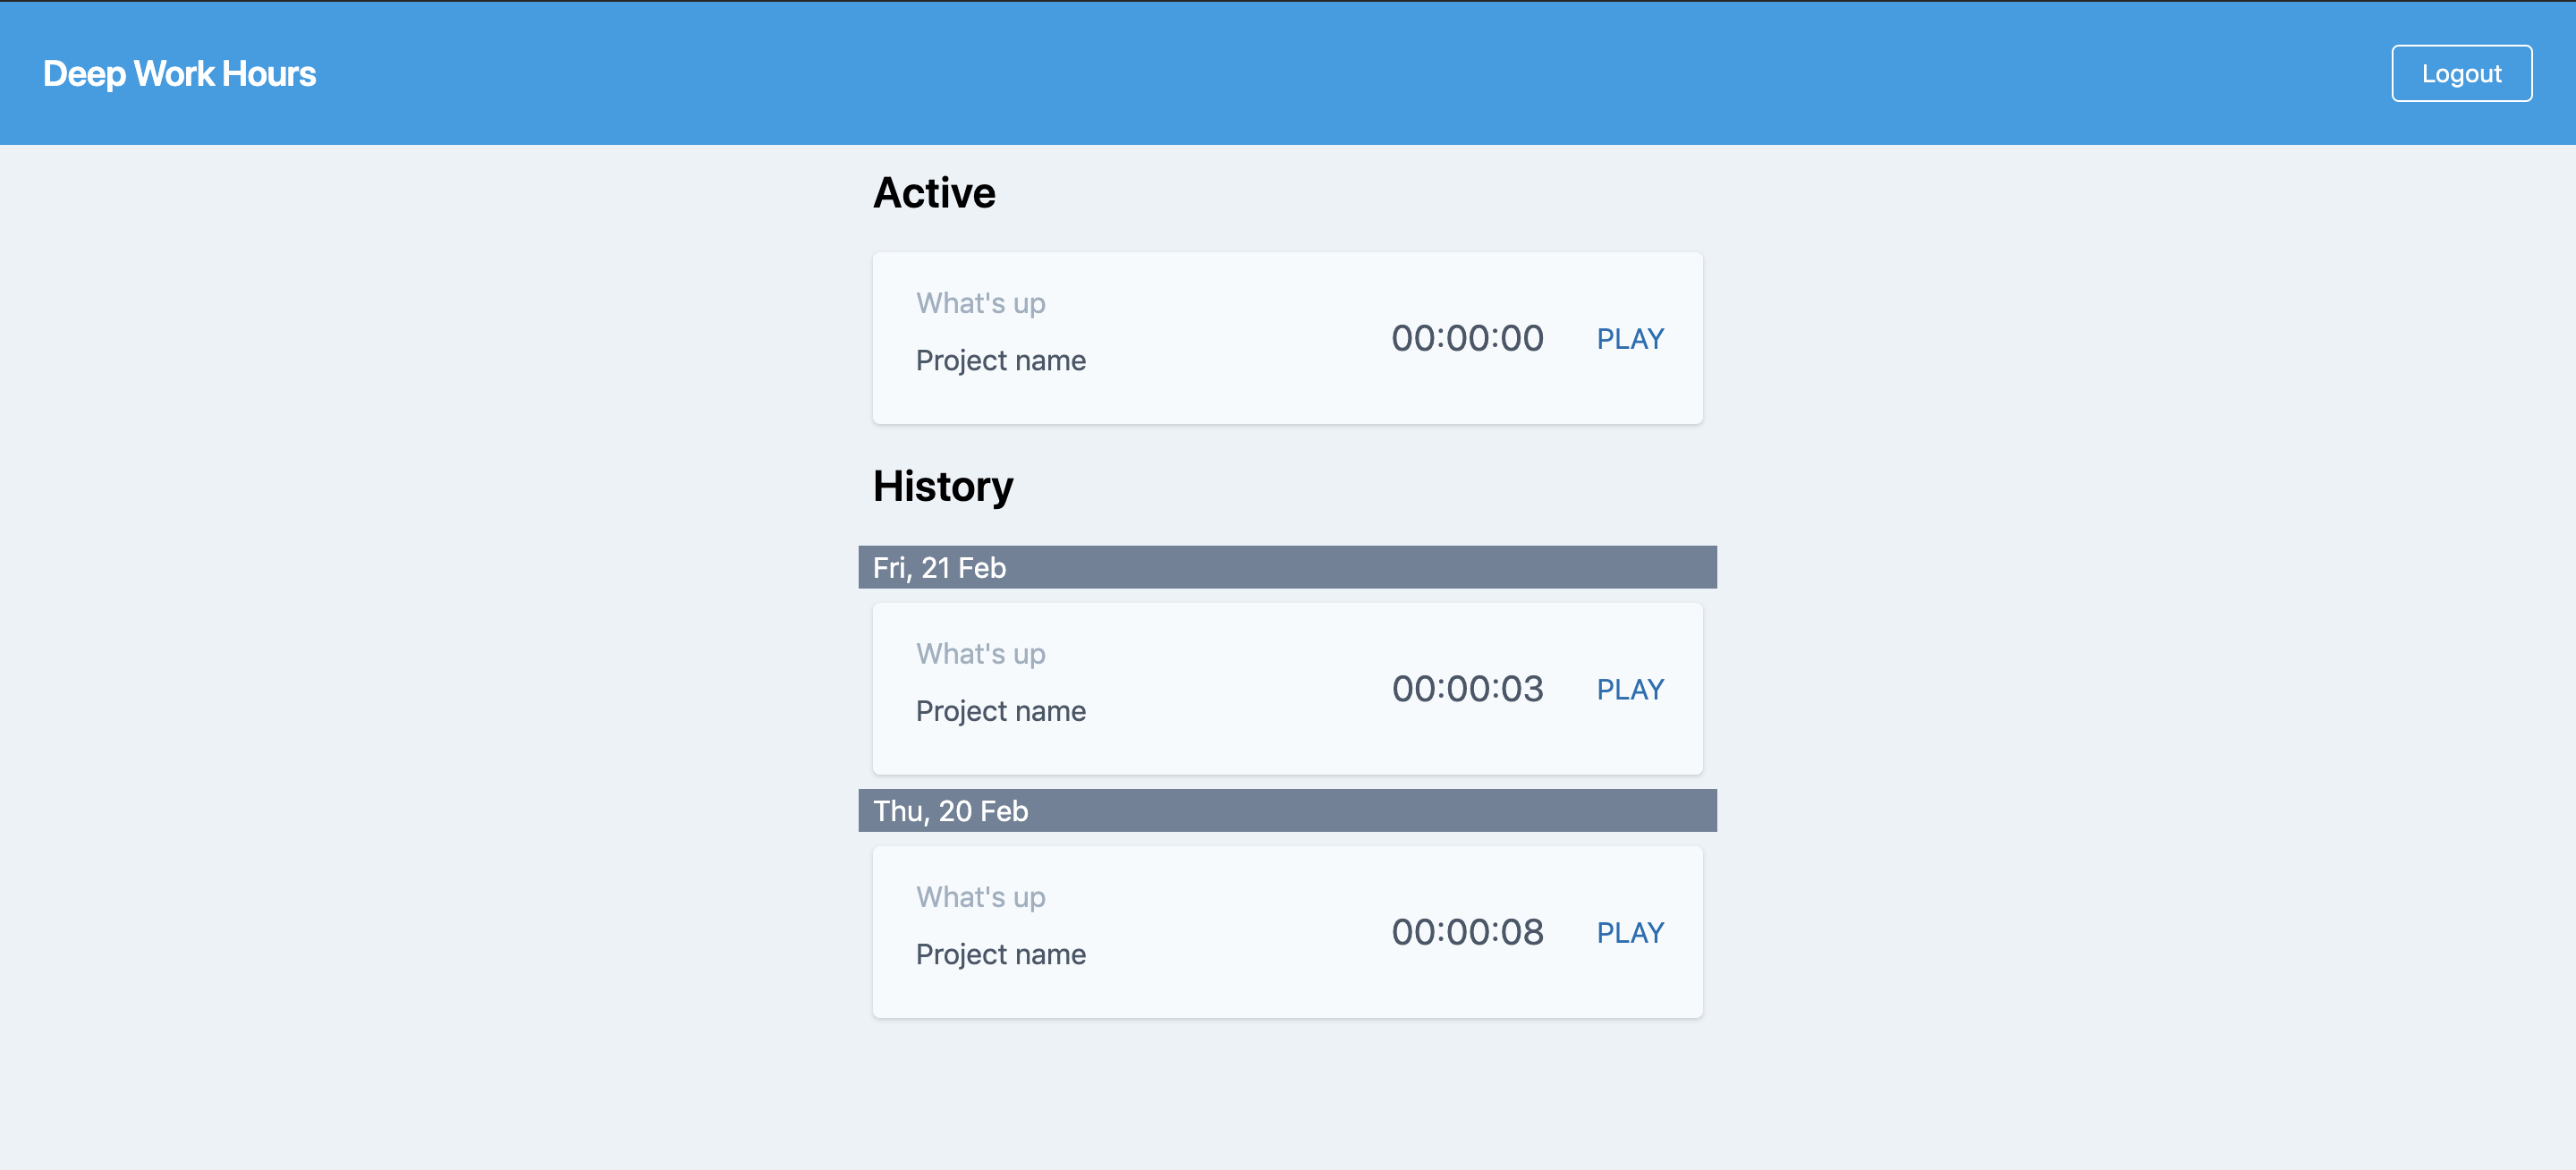 Deep Work Hours
Logout
Active
What's up
Project name
00:00:00
PLAY
History
Fri, 21 Feb
What's up
Project name
00:00:03
PLAY
Thu, 20 Feb
What's up
Project name
00:00:08
PLAY